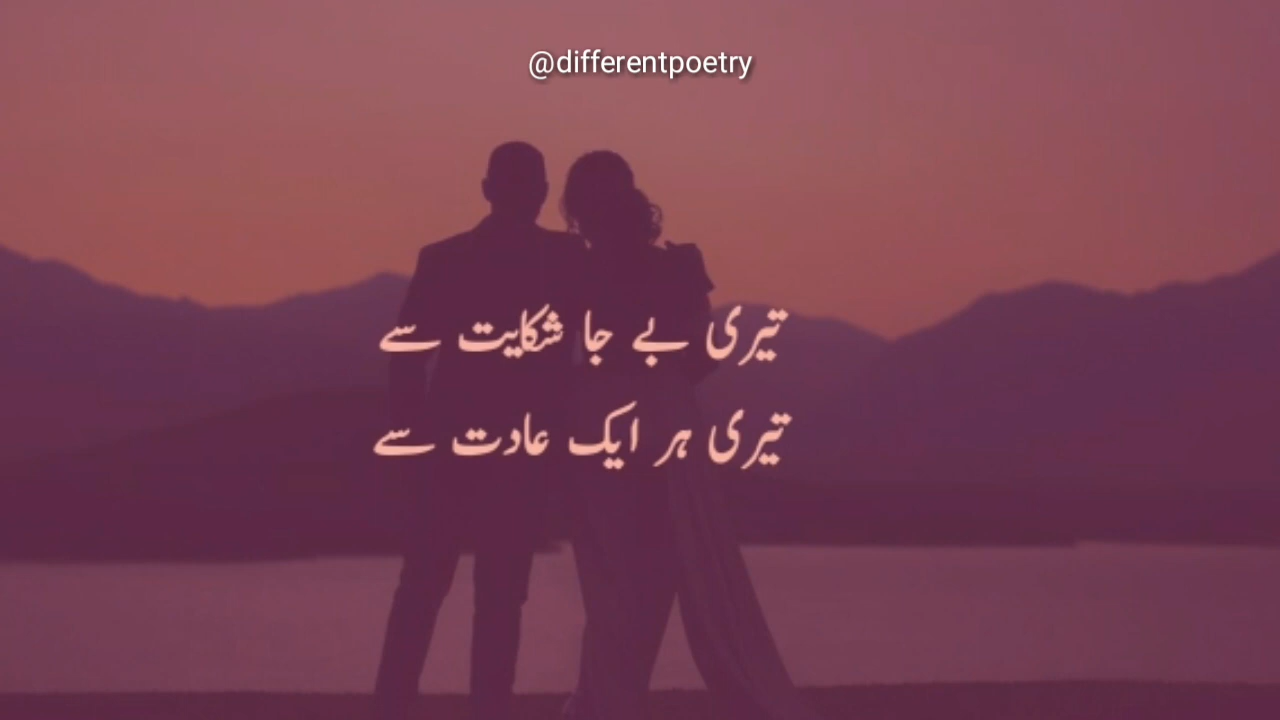 @differentpoetry
تیری بے جا شکایت سے
تیری ہر ایک عادت سے